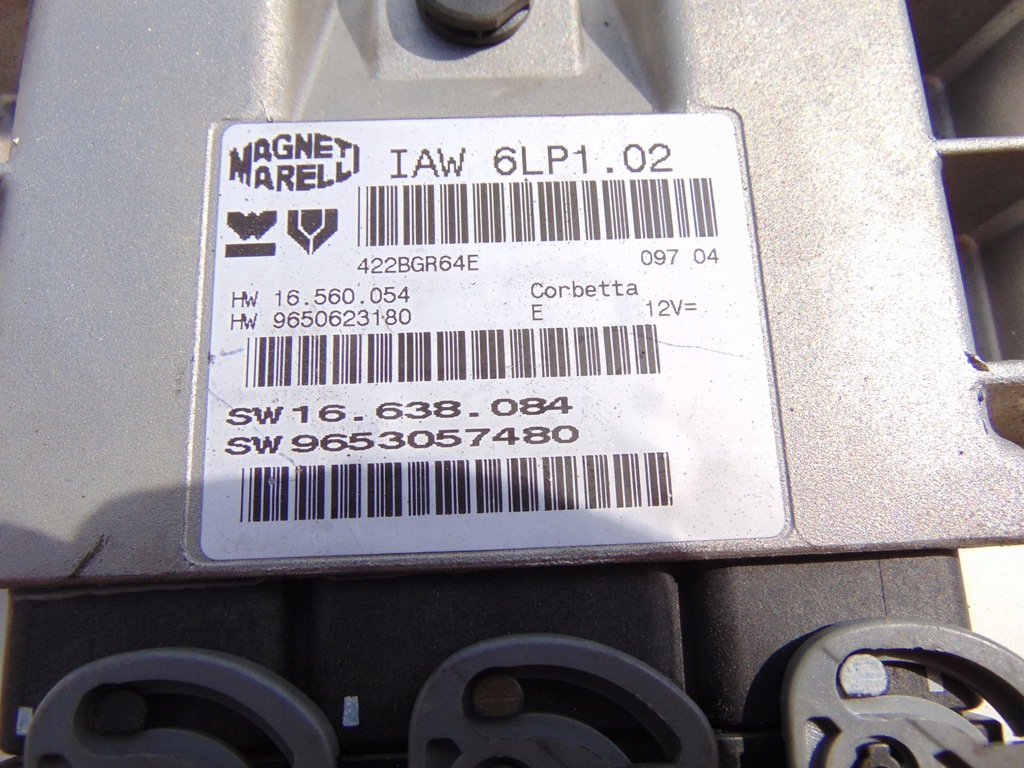 MAGNETI MARELLI
IAW 6LP1.02
422BGR64E 097 04
HW 16.560.054 Corbetta
HW 9650623180 E 12V=
SW 16.638.084
SW 9653057480